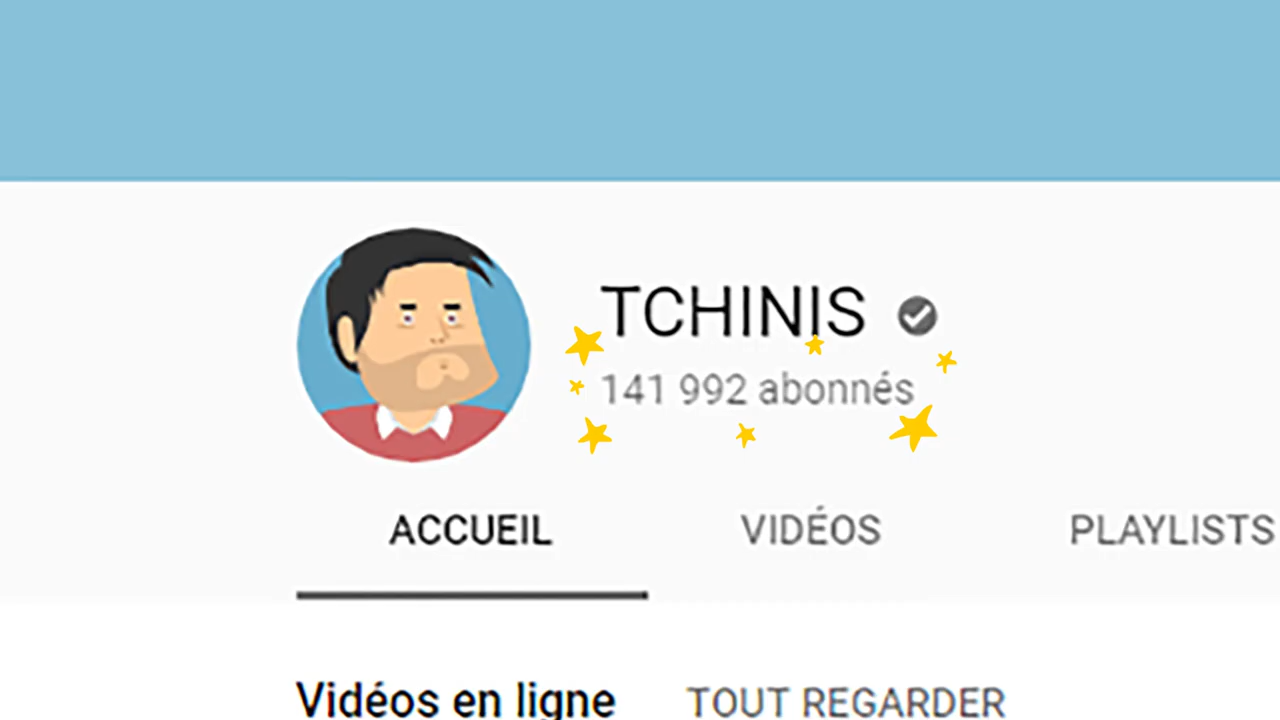 TCHINIS
141 992 abonnés
ACCUEIL VIDÉOS PLAYLISTS
Vidéos en ligne TOUT REGARDER